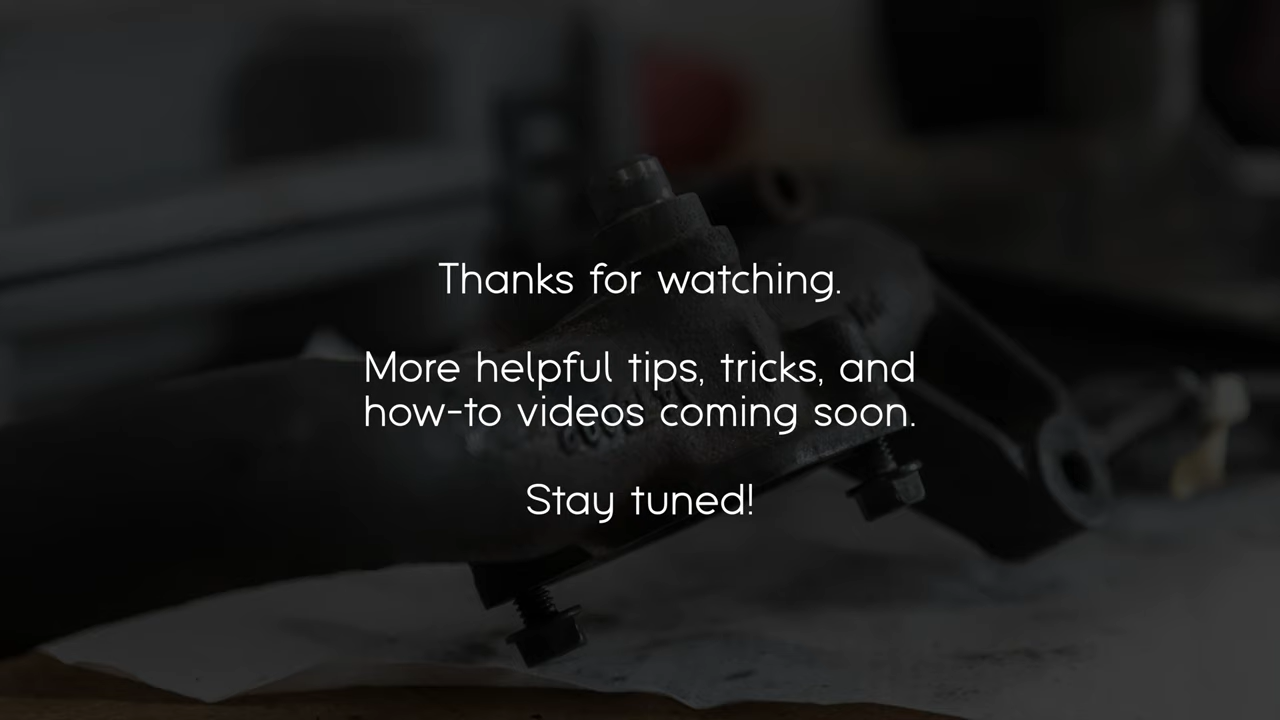 Thanks for watching.
More helpful tips, tricks, and
how-to videos coming soon.
Stay tuned!